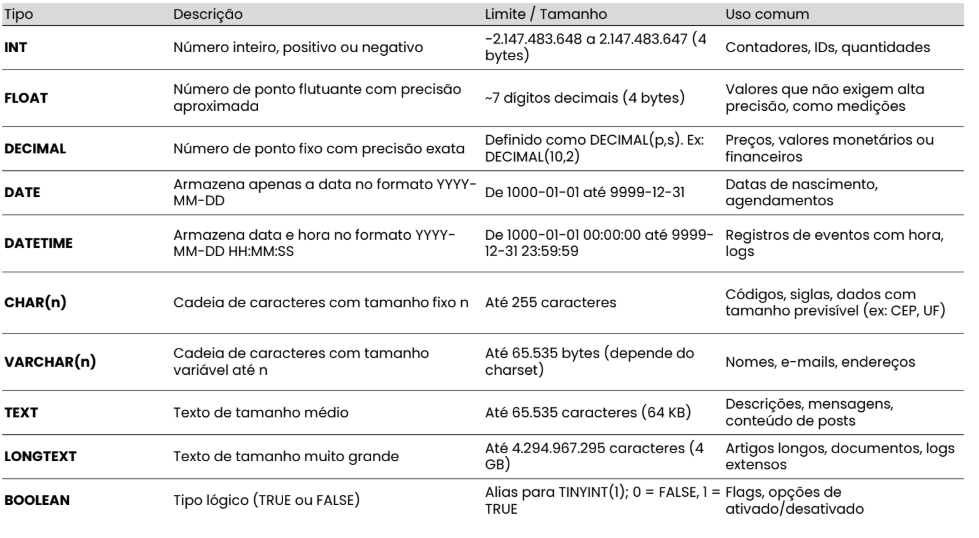 Tipo Descrição Limite / Tamanho Uso comum
INT Número inteiro, positivo ou negativo -2.147.483.648 a 2.147.483.647 (4 bytes) Contadores, IDs, quantidades
FLOAT Número de ponto flutuante com precisão aproximada ~7 dígitos decimais (4 bytes) Valores que não exigem alta precisão, como medições
DECIMAL Número de ponto fixo com precisão exata Definido como DECIMAL(p,s). Ex: DECIMAL(10,2) Preços, valores monetários ou financeiros
DATE Armazena apenas a data no formato YYYY-MM-DD De 1000-01-01 até 9999-12-31 Datas de nascimento, agendamentos
DATETIME Armazena data e hora no formato YYYY-MM-DD HH:MM:SS De 1000-01-01 00:00:00 até 9999-12-31 23:59:59 Registros de eventos com hora, logs
CHAR(n) Cadeia de caracteres com tamanho fixo n Até 255 caracteres Códigos, siglas, dados com tamanho previsível (ex: CEP, UF)
VARCHAR(n) Cadeia de caracteres com tamanho variável até n Até 65.535 bytes (depende do charset) Nomes, e-mails, endereços
TEXT Texto de tamanho médio Até 65.535 caracteres (64 KB) Descrições, mensagens, conteúdo de posts
LONGTEXT Texto de tamanho muito grande Até 4.294.967.295 caracteres (4 GB) Artigos longos, documentos, logs extensos
BOOLEAN Tipo lógico (TRUE ou FALSE) Alias para TINYINT(1); 0 = FALSE, 1 = TRUE Flags, opções de ativado/desativado